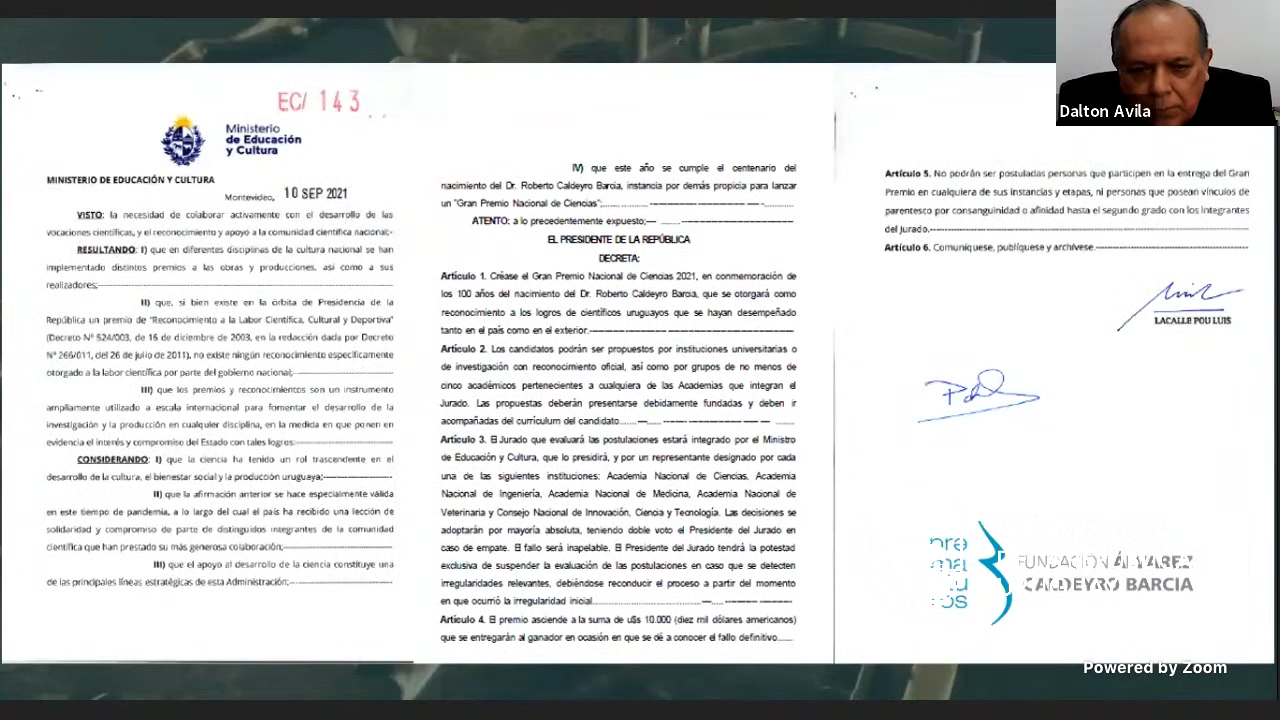 EC/ 143
Ministerio
de Educación
y Cultura
MINISTERIO DE EDUCACIÓN Y CULTURA
Montevideo, 10 SEP 2021
VISTO: la necesidad de colaborar activamente con el desarrollo de las
vocaciones científicas, y el reconocimiento y apoyo a la comunidad científica nacional;-
RESULTANDO: I) que en diferentes disciplinas de la cultura nacional se han
implementado distintos premios a las obras y producciones, así como a sus
realizadores;
II) que, si bien existe en la órbita de Presidencia de la
República un premio de "Reconocimiento a la Labor Científica, Cultural y Deportiva"
(Decreto Nº 524/003, de 16 de diciembre de 2003, en la redacción dada por Decreto
Nº 266/011, del 26 de julio de 2011), no existe ningún reconocimiento específicamente
otorgado a la labor científica por parte del gobierno nacional;
III) que los premios y reconocimientos son un instrumento
ampliamente utilizado a escala internacional para fomentar el desarrollo de la
investigación y la producción en cualquier disciplina, en la medida en que ponen en
evidencia el interés y compromiso del Estado con tales logros;
CONSIDERANDO: I) que la ciencia ha tenido un rol trascendente en el
desarrollo de la cultura, el bienestar social y la producción uruguaya;
II) que la afirmación anterior se hace especialmente válida
en este tiempo de pandemia, a lo largo del cual el país ha recibido una lección de
solidaridad y compromiso de parte de distinguidos integrantes de la comunidad
científica que han prestado su más generosa colaboración;
III) que el apoyo al desarrollo de la ciencia constituye una
de las principales líneas estratégicas de esta Administración;
IV) que este año se cumple el centenario del
nacimiento del Dr. Roberto Caldeyro Barcia, instancia por demás propicia para lanzar
un "Gran Premio Nacional de Ciencias";
ATENTO: a lo precedentemente expuesto;
EL PRESIDENTE DE LA REPÚBLICA
DECRETA:
Artículo 1. Créase el Gran Premio Nacional de Ciencias 2021, en conmemoración de
los 100 años del nacimiento del Dr. Roberto Caldeyro Barcia, que se otorgará como
reconocimiento a los logros de científicos uruguayos que se hayan desempeñado
tanto en el país como en el exterior.
Artículo 2. Los candidatos podrán ser propuestos por instituciones universitarias o
de investigación con reconocimiento oficial, así como por grupos de no menos de
cinco académicos pertenecientes a cualquiera de las Academias que integran el
Jurado. Las propuestas deberán presentarse debidamente fundadas y deben ir
acompañadas del currículum del candidato.
Artículo 3. El Jurado que evaluará las postulaciones estará integrado por el Ministro
de Educación y Cultura, que lo presidirá, y por un representante designado por cada
una de las siguientes instituciones: Academia Nacional de Ciencias, Academia
Nacional de Ingeniería, Academia Nacional de Medicina, Academia Nacional de
Veterinaria y Consejo Nacional de Innovación, Ciencia y Tecnología. Las decisiones se
adoptarán por mayoría absoluta, teniendo doble voto el Presidente del Jurado en
caso de empate. El fallo será inapelable. El Presidente del Jurado tendrá la potestad
exclusiva de suspender la evaluación de las postulaciones en caso que se detecten
irregularidades relevantes, debiéndose reconducir el proceso a partir del momento
en que ocurrió la irregularidad inicial.
Artículo 4. El premio asciende a la suma de u$s 10.000 (diez mil dólares americanos)
que se entregarán al ganador en ocasión en que se dé a conocer el fallo definitivo.
Artículo 5. No podrán ser postuladas personas que participen en la entrega del Gran
Premio en cualquiera de sus instancias y etapas, ni personas que posean vínculos de
parentesco por consanguinidad o afinidad hasta el segundo grado con los integrantes
del Jurado.
Artículo 6. Comuníquese, publíquese y archívese.
LACALLE POU LUIS
pre
ma
tu
ros
FUNDACIÓN ÁLVAREZ
CALDEYRO BARCIA
Dalton Avila
Powered by Zoom